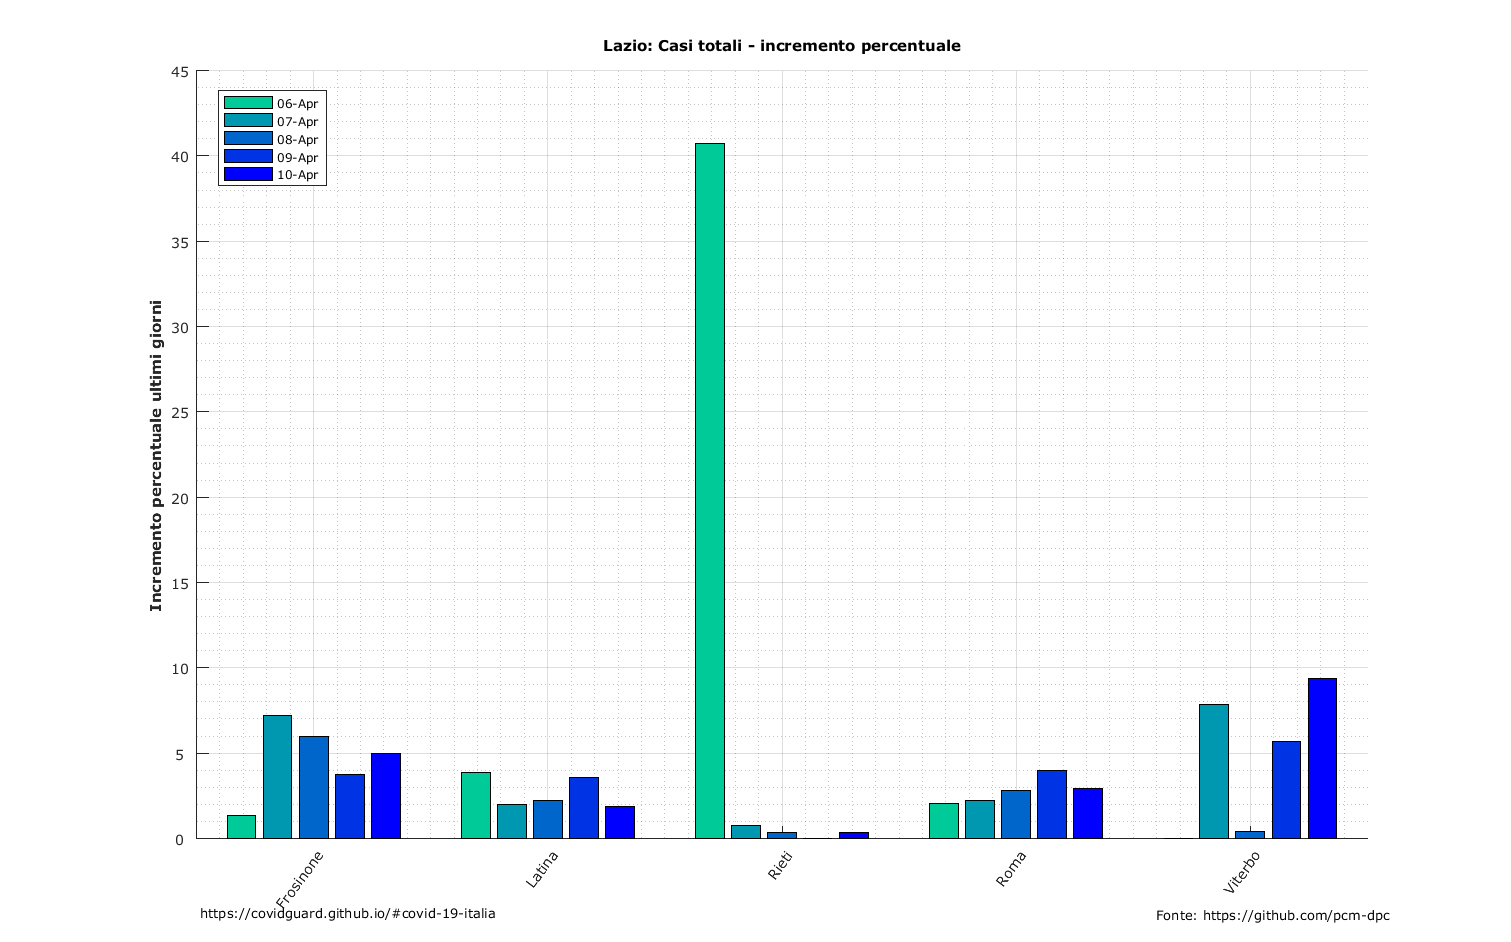 Lazio: Casi totali - incremento percentuale
45
40
35
30
25
20
15
10
5
0
Incremento percentuale ultimi giorni
06-Apr
07-Apr
08-Apr
09-Apr
10-Apr
Frosinone
Latina
Rieti
Roma
Viterbo
https://covidguard.github.io/#covid-19-italia
Fonte: https://github.com/pcm-dpc